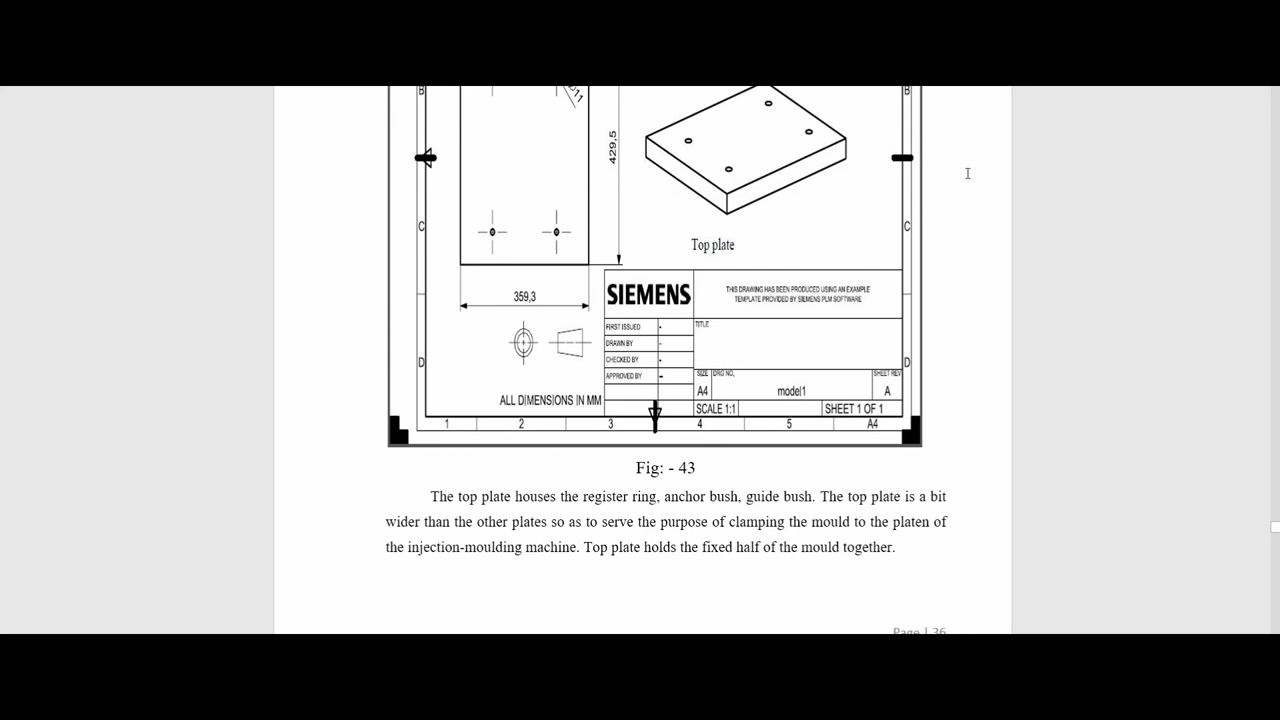 B
B
11
429,5
C
C
Top plate
359,3
SIEMENS
THIS DRAWING HAS BEEN PRODUCED USING AN EXAMPLE
TEMPLATE PROVIDED BY SIEMENS PLM SOFTWARE
FIRST ISSUED -
TITLE
DRAWN BY -
CHECKED BY -
D
D
APPROVED BY -
SIZE DRG NO, SHEET REV
A4 model1 A
ALL DIMENSIONS IN MM
SCALE 1:1 SHEET 1 OF 1
1 2 3 4 5 A4
Fig: - 43
The top plate houses the register ring, anchor bush, guide bush. The top plate is a bit
wider than the other plates so as to serve the purpose of clamping the mould to the platen of
the injection-moulding machine. Top plate holds the fixed half of the mould together.
Page | 36